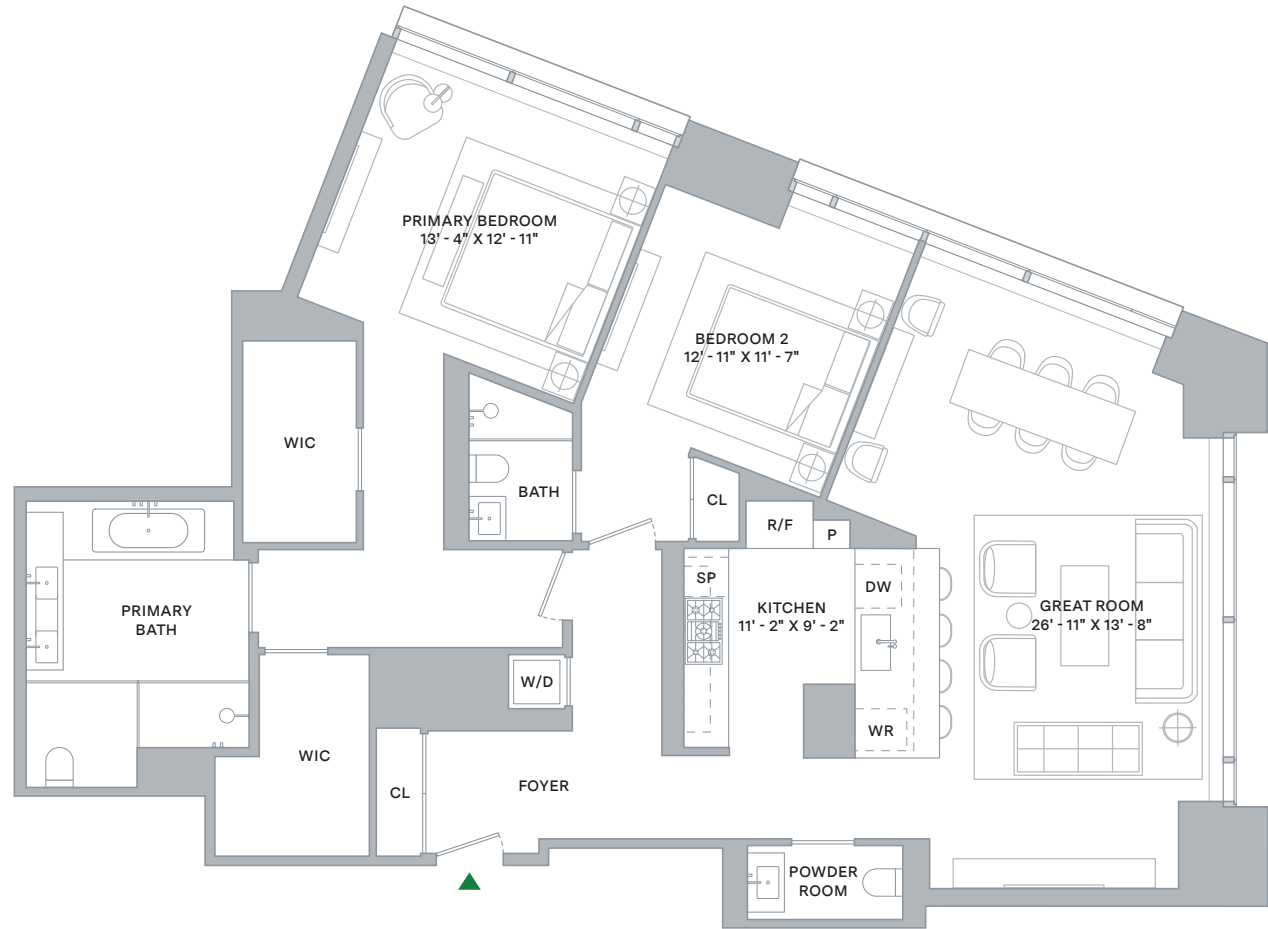 PRIMARY BEDROOM
13' - 4" X 12' - 11"
BEDROOM 2
12' - 11" X 11' - 7"
WIC
BATH
CL
R/F
P
SP
DW
KITCHEN
11' - 2" X 9' - 2"
GREAT ROOM
26' - 11" X 13' - 8"
PRIMARY
BATH
W/D
WR
WIC
CL
FOYER
POWDER
ROOM